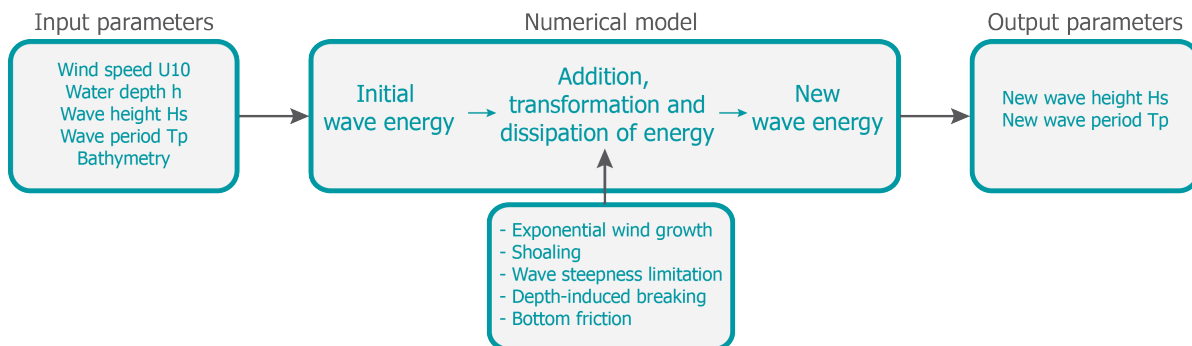 Input parameters
Wind speed U10
Water depth h
Wave height Hs
Wave period Tp
Bathymetry
Numerical model
Initial
wave energy
Addition,
transformation and
dissipation of energy
New
wave energy
- Exponential wind growth
- Shoaling
- Wave steepness limitation
- Depth-induced breaking
- Bottom friction
Output parameters
New wave height Hs
New wave period Tp